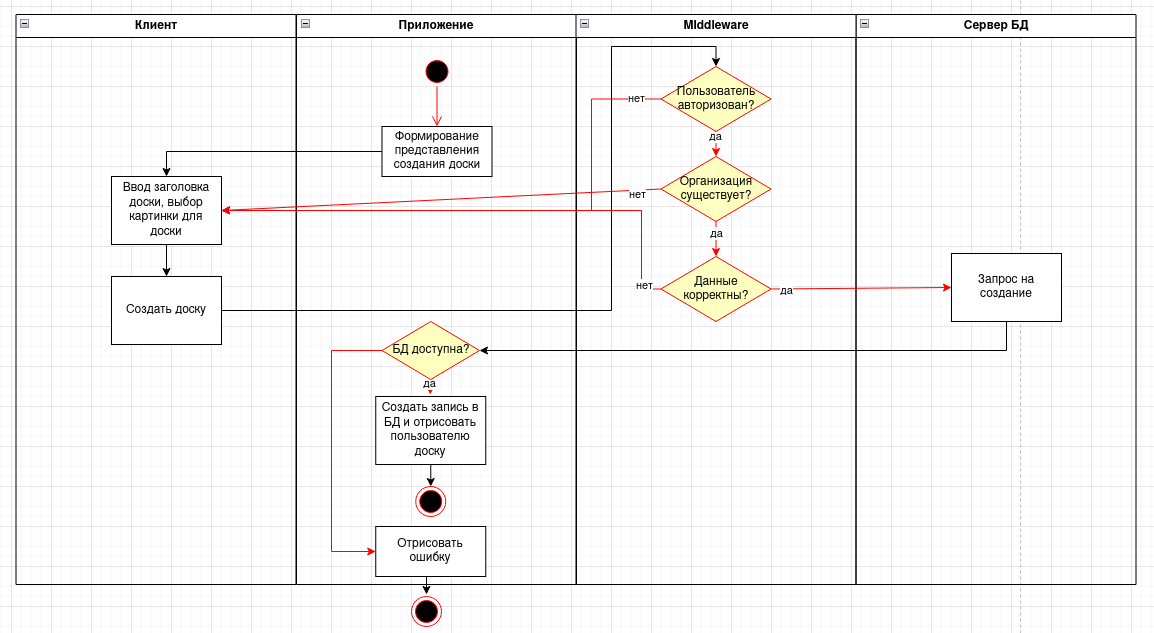 Клиент
Приложение
MIddleware
Сервер БД
Формирование
представления
создания доски
Ввод заголовка
доски, выбор
картинки для
доски
Создать доску
Пользователь
авторизован?
нет
да
Организация
существует?
нет
да
Данные
корректны?
нет
да
Запрос на
создание
БД доступна?
да
Создать запись в
БД и отрисовать
пользователю
доску
Отрисовать
ошибку